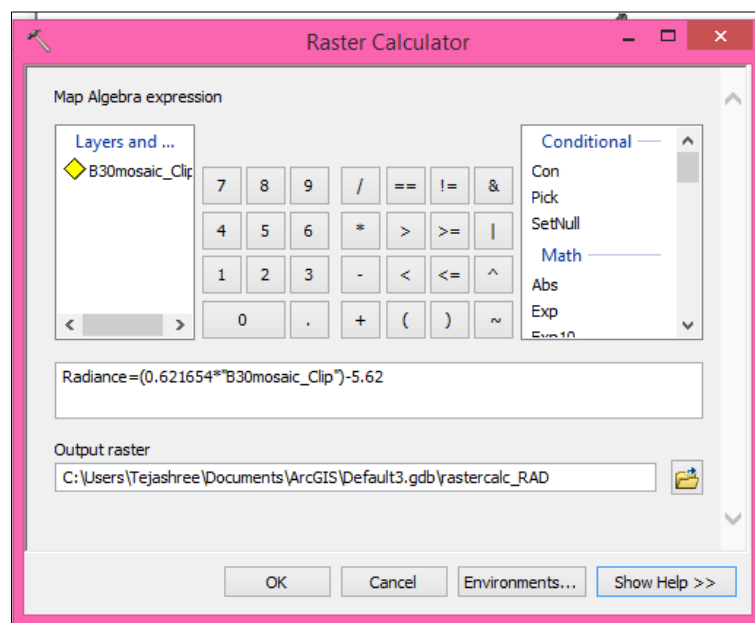 Raster Calculator
Map Algebra expression
Layers and ...
B30mosaic_Clip
7 8 9 / == != &
4 5 6 * > >= |
1 2 3 - < <= ^
0 . + ( ) ~
Conditional
Con
Pick
SetNull
Math
Abs
Exp
Exp10
Radiance=(0.621654*"B30mosaic_Clip")-5.62
Output raster
C:\Users\Tejashree\Documents\ArcGIS\Default3.gdb\rastercalc_RAD
OK Cancel Environments... Show Help >>